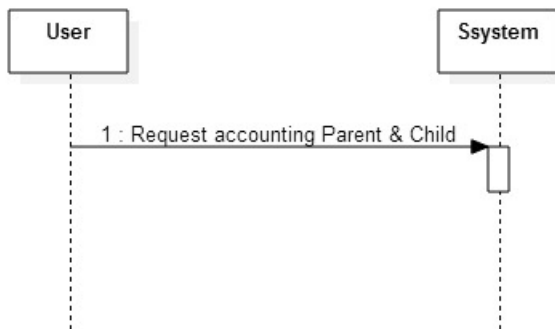 User
Ssystem
1 : Request accounting Parent & Child